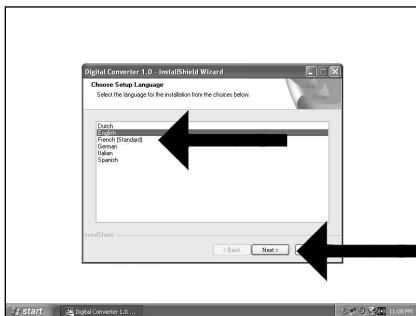 Digital Converter 1.0 - InstallShield Wizard
Choose Setup Language
Select the language for the installation from the choices below.
Dutch
English
French (Standard)
German
Italian
Spanish
InstallShield
< Back
Next >
start
Digital Converter 1.0 ...
11:08 PM